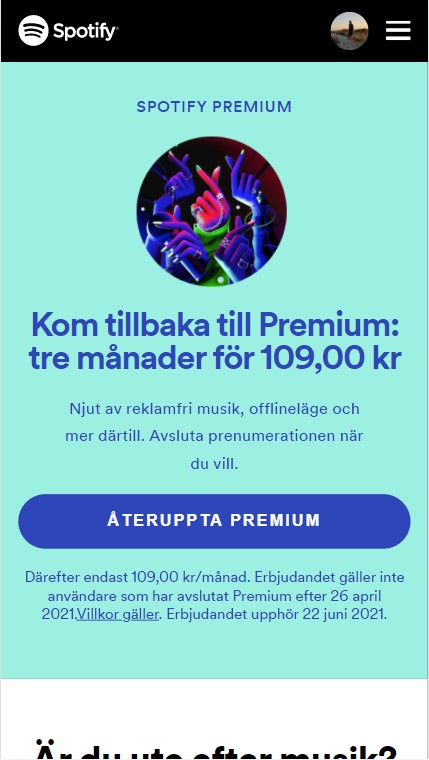 Spotify
SPOTIFY PREMIUM
Kom tillbaka till Premium:
tre månader för 109,00 kr
Njut av reklamfri musik, offlineläge och
mer därtill. Avsluta prenumerationen när
du vill.
ÅTERUPPTA PREMIUM
Därefter endast 109,00 kr/månad. Erbjudandet gäller inte
användare som har avslutat Premium efter 26 april
2021.Villkor gäller. Erbjudandet upphör 22 juni 2021.
Är du ute efter musik?